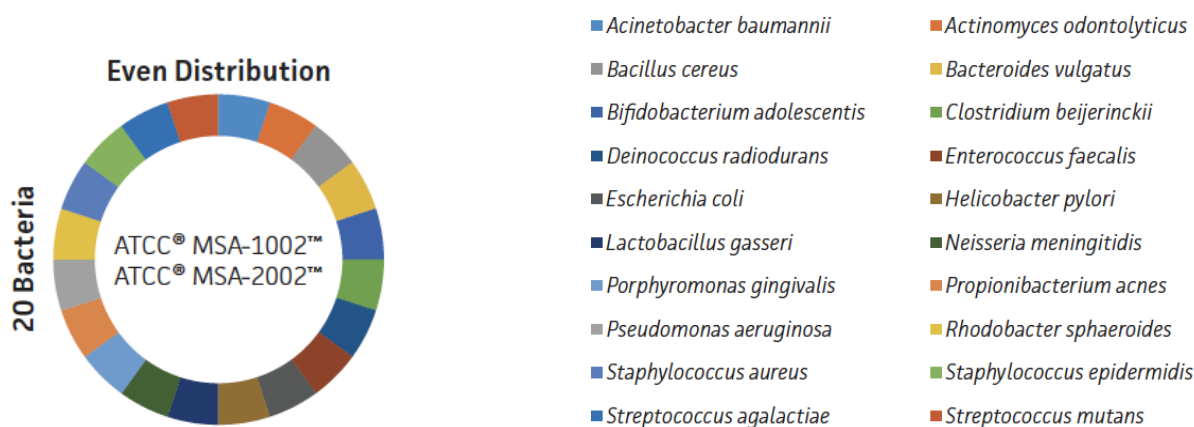 Even Distribution
20 Bacteria
ATCC® MSA-1002™
ATCC® MSA-2002™
Acinetobacter baumannii
Actinomyces odontolyticus
Bacillus cereus
Bacteroides vulgatus
Bifidobacterium adolescentis
Clostridium beijerinckii
Deinococcus radiodurans
Enterococcus faecalis
Escherichia coli
Helicobacter pylori
Lactobacillus gasseri
Neisseria meningitidis
Porphyromonas gingivalis
Propionibacterium acnes
Pseudomonas aeruginosa
Rhodobacter sphaeroides
Staphylococcus aureus
Staphylococcus epidermidis
Streptococcus agalactiae
Streptococcus mutans